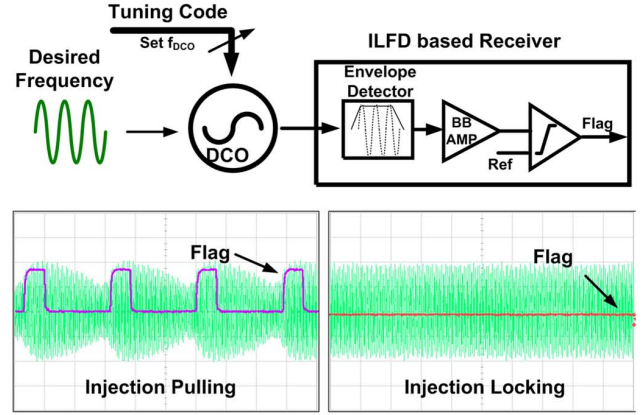 Tuning Code
Set fDCO
Desired
Frequency
DCO
ILFD based Receiver
Envelope
Detector
BB
AMP
Ref
Flag
Flag
Injection Pulling
Flag
Injection Locking